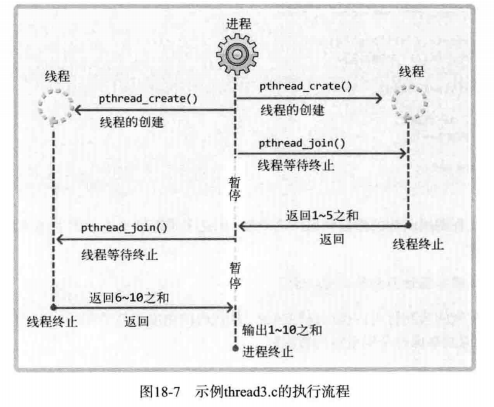 进程
线程
线程
pthread_create()
pthread_crate()
线程的创建
线程的创建
pthread_join()
线程等待终止
暂停
返回1~5之和
pthread_join()
返回
线程终止
线程等待终止
暂停
返回6~10之和
线程终止
返回
输出1~10之和
进程终止
图18-7 示例thread3.c的执行流程